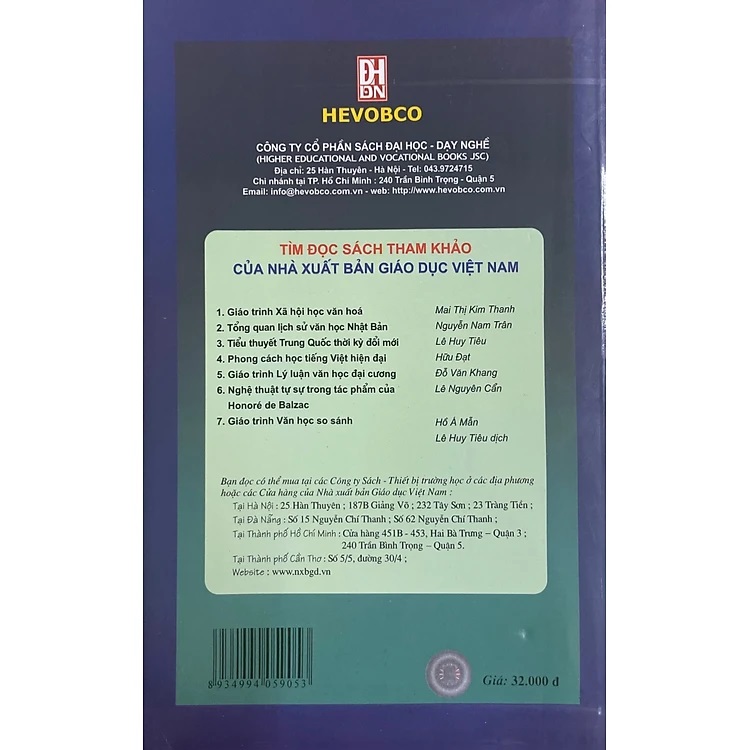 ĐH
DN
HEVOBCO
CÔNG TY CỔ PHẦN SÁCH ĐẠI HỌC - DẠY NGHỀ
(HIGHER EDUCATIONAL AND VOCATIONAL BOOKS JSC)
Địa chỉ: 25 Hàn Thuyên - Hà Nội - Tel: 043.9724715
Chi nhánh tại TP. Hồ Chí Minh : 240 Trần Bình Trọng - Quận 5
Email: info@hevobco.com.vn - web: http://www.hevobco.com.vn
TÌM ĐỌC SÁCH THAM KHẢO
CỦA NHÀ XUẤT BẢN GIÁO DỤC VIỆT NAM
1. Giáo trình Xã hội học văn hoá Mai Thị Kim Thanh
2. Tổng quan lịch sử văn học Nhật Bản Nguyễn Nam Trân
3. Tiểu thuyết Trung Quốc thời kỳ đổi mới Lê Huy Tiêu
4. Phong cách học tiếng Việt hiện đại Hữu Đạt
5. Giáo trình Lý luận văn học đại cương Đỗ Văn Khang
6. Nghệ thuật tự sự trong tác phẩm của Lê Nguyên Cẩn
Honoré de Balzac
7. Giáo trình Văn học so sánh Hồ Á Mẫn
Lê Huy Tiêu dịch
Bạn đọc có thể mua tại các Công ty Sách - Thiết bị trường học ở các địa phương
hoặc các Cửa hàng của Nhà xuất bản Giáo dục Việt Nam :
Tại Hà Nội : 25 Hàn Thuyên ; 187B Giảng Võ ; 232 Tây Sơn ; 23 Tràng Tiền ;
Tại Đà Nẵng : Số 15 Nguyễn Chí Thanh ; Số 62 Nguyễn Chí Thanh ;
Tại Thành phố Hồ Chí Minh : Cửa hàng 451B - 453, Hai Bà Trưng – Quận 3 ;
240 Trần Bình Trọng – Quận 5.
Tại Thành phố Cần Thơ : Số 5/5, đường 30/4 ;
Website : www.nxbgd.vn
8 934994 059053
Giá: 32.000 đ